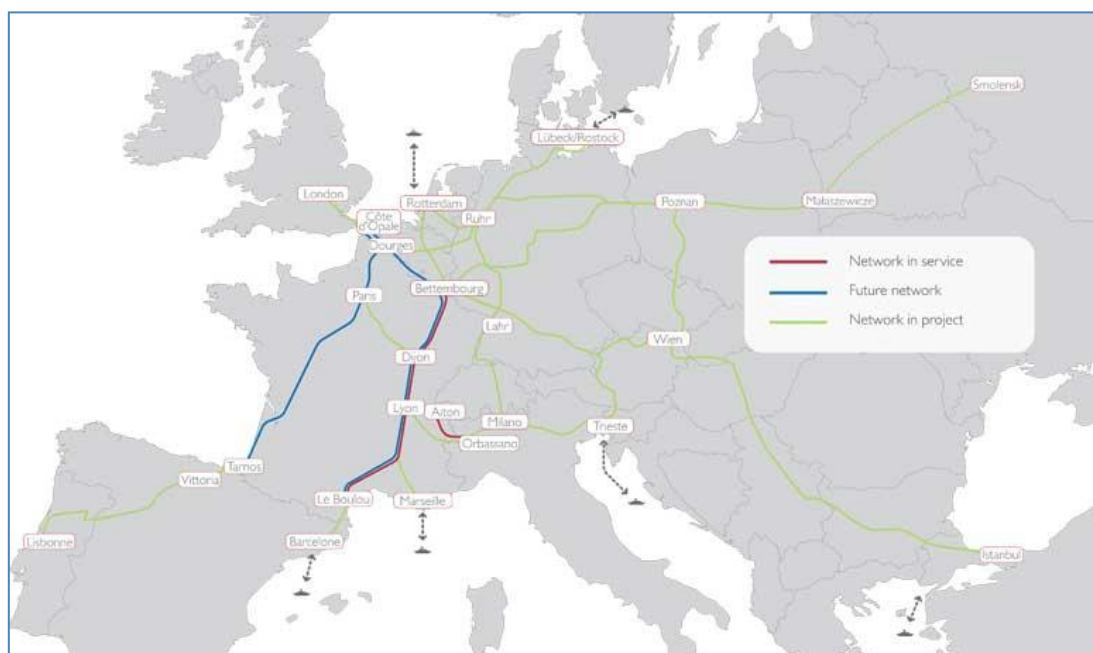 Smolensk
Lübeck/Rostock
London
Rotterdam
Poznan
Małaszewicze
Côte
d'Opale
Ruhr
Dourges
Network in service
Bettembourg
Future network
Paris
Network in project
Lahr
Wien
Dijon
Lyon
Aiton
Milano
Trieste
Orbassano
Tarnos
Vittoria
Le Boulou
Marseille
Lisbonne
Barcelone
Istanbul